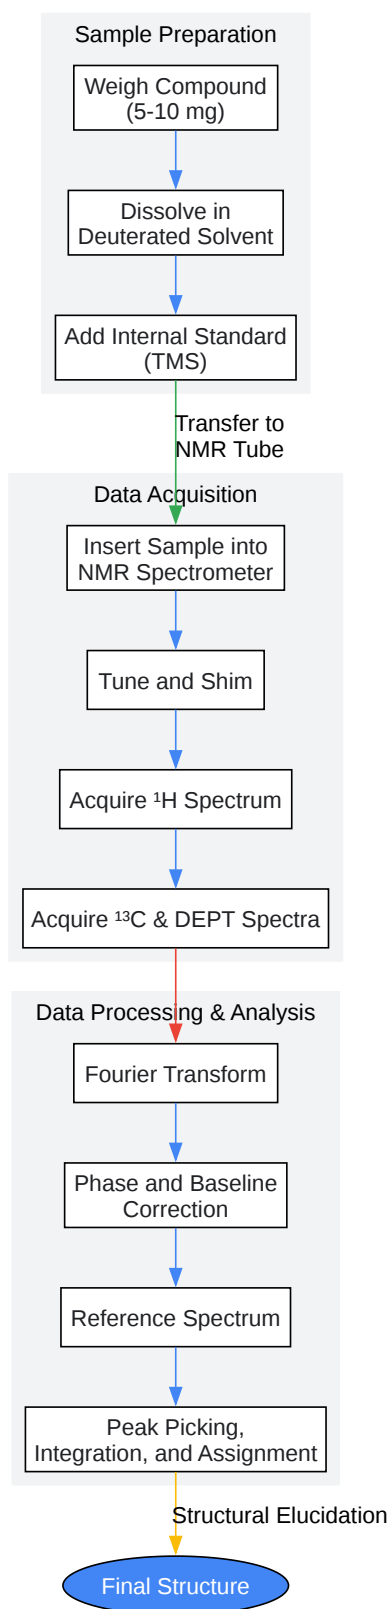 Sample Preparation
Weigh Compound
(5-10 mg)
Dissolve in
Deuterated Solvent
Add Internal Standard
(TMS)
Transfer to
NMR Tube
Data Acquisition
Insert Sample into
NMR Spectrometer
Tune and Shim
Acquire ¹H Spectrum
Acquire ¹³C & DEPT Spectra
Data Processing & Analysis
Fourier Transform
Phase and Baseline
Correction
Reference Spectrum
Peak Picking,
Integration, and Assignment
Structural Elucidation
Final Structure